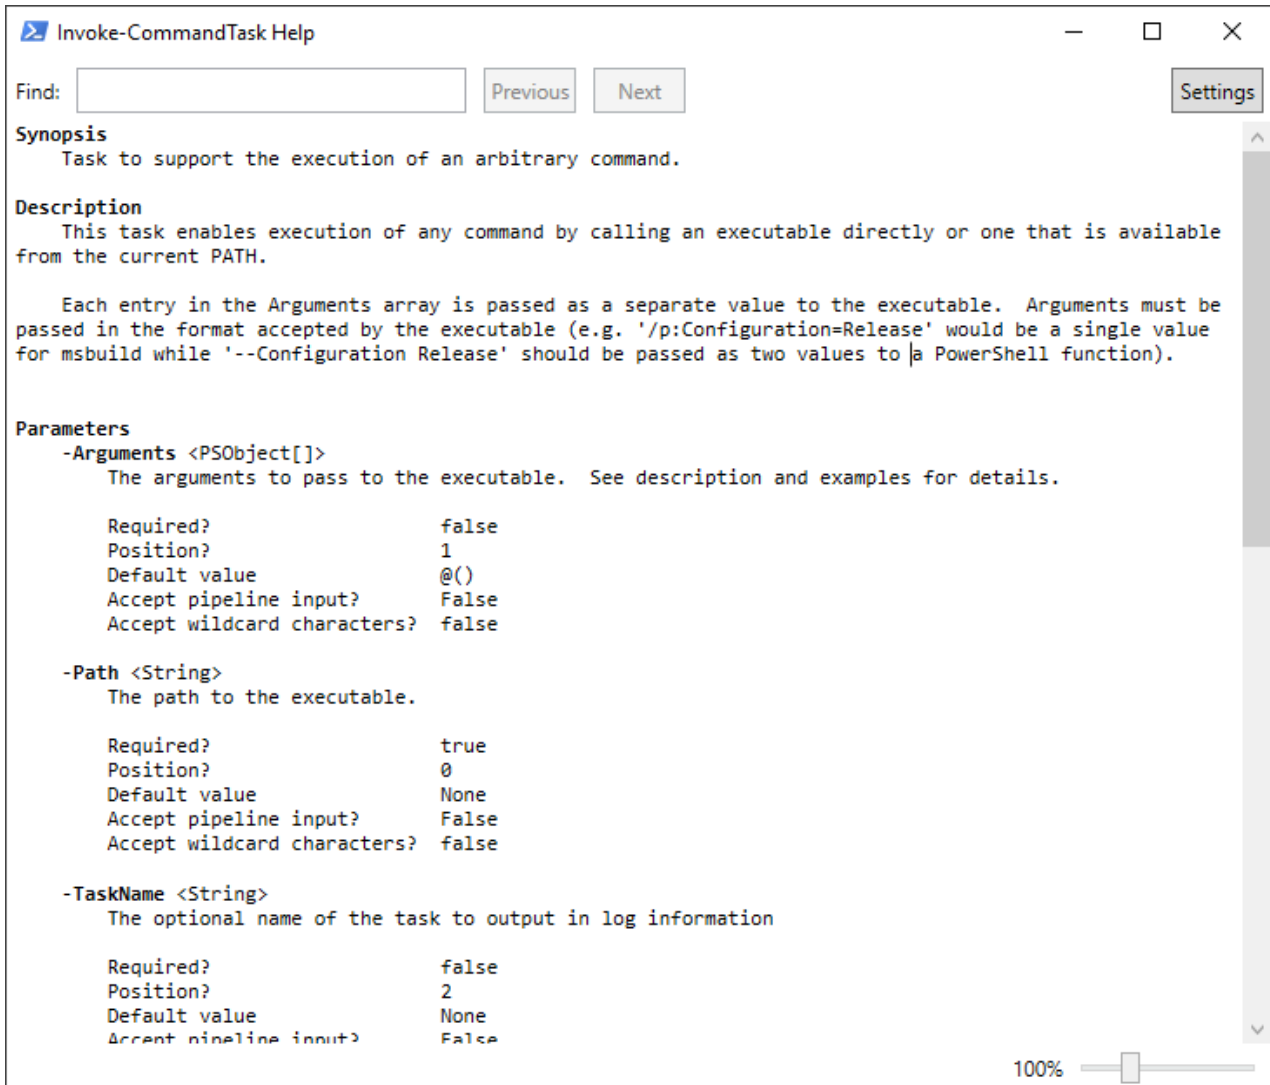 Invoke-CommandTask Help
Find:
Previous
Next
Settings
Synopsis
Task to support the execution of an arbitrary command.
Description
This task enables execution of any command by calling an executable directly or one that is available
from the current PATH.
Each entry in the Arguments array is passed as a separate value to the executable.  Arguments must be
passed in the format accepted by the executable (e.g. '/p:Configuration=Release' would be a single value
for msbuild while '--Configuration Release' should be passed as two values to a PowerShell function).
Parameters
-Arguments <PSObject[]>
The arguments to pass to the executable.  See description and examples for details.
Required? false
Position? 1
Default value @()
Accept pipeline input? False
Accept wildcard characters? false
-Path <String>
The path to the executable.
Required? true
Position? 0
Default value None
Accept pipeline input? False
Accept wildcard characters? false
-TaskName <String>
The optional name of the task to output in log information
Required? false
Position? 2
Default value None
Accept pipeline input? False
100%